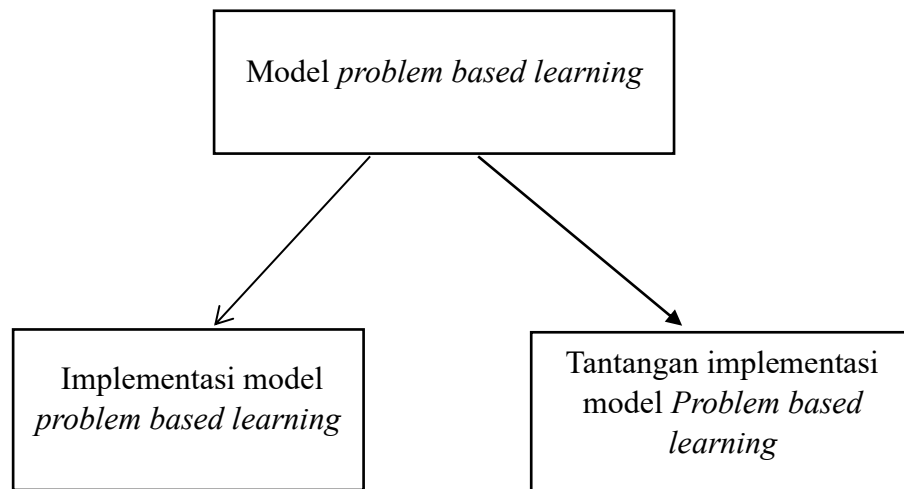 Model problem based learning
Implementasi model
problem based learning
Tantangan implementasi
model Problem based
learning